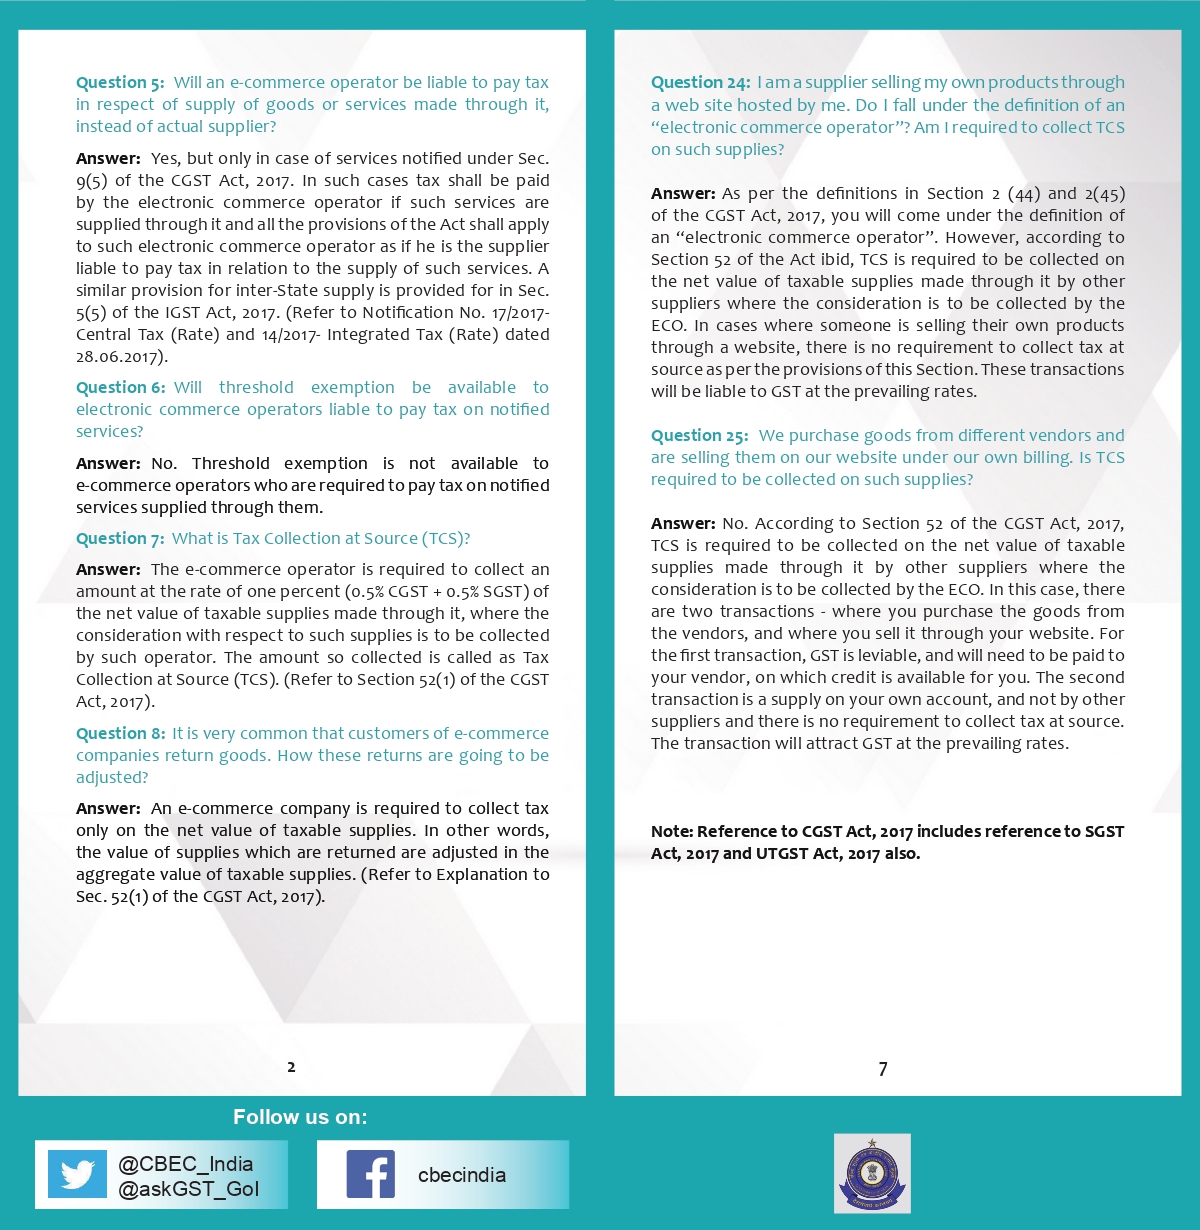 Question 5: Will an e-commerce operator be liable to pay tax
in respect of supply of goods or services made through it,
instead of actual supplier?
Answer: Yes, but only in case of services notified under Sec.
9(5) of the CGST Act, 2017. In such cases tax shall be paid
by the electronic commerce operator if such services are
supplied through it and all the provisions of the Act shall apply
to such electronic commerce operator as if he is the supplier
liable to pay tax in relation to the supply of such services. A
similar provision for inter-State supply is provided for in Sec.
5(5) of the IGST Act, 2017. (Refer to Notification No. 17/2017-
Central Tax (Rate) and 14/2017- Integrated Tax (Rate) dated
28.06.2017).
Question 6: Will threshold exemption be available to
electronic commerce operators liable to pay tax on notified
services?
Answer: No. Threshold exemption is not available to
e-commerce operators who are required to pay tax on notified
services supplied through them.
Question 7: What is Tax Collection at Source (TCS)?
Answer: The e-commerce operator is required to collect an
amount at the rate of one percent (0.5% CGST + 0.5% SGST) of
the net value of taxable supplies made through it, where the
consideration with respect to such supplies is to be collected
by such operator. The amount so collected is called as Tax
Collection at Source (TCS). (Refer to Section 52(1) of the CGST
Act, 2017).
Question 8: It is very common that customers of e-commerce
companies return goods. How these returns are going to be
adjusted?
Answer: An e-commerce company is required to collect tax
only on the net value of taxable supplies. In other words,
the value of supplies which are returned are adjusted in the
aggregate value of taxable supplies. (Refer to Explanation to
Sec. 52(1) of the CGST Act, 2017).
2
Question 24: I am a supplier selling my own products through
a web site hosted by me. Do I fall under the definition of an
“electronic commerce operator”? Am I required to collect TCS
on such supplies?
Answer: As per the definitions in Section 2 (44) and 2(45)
of the CGST Act, 2017, you will come under the definition of
an “electronic commerce operator”. However, according to
Section 52 of the Act ibid, TCS is required to be collected on
the net value of taxable supplies made through it by other
suppliers where the consideration is to be collected by the
ECO. In cases where someone is selling their own products
through a website, there is no requirement to collect tax at
source as per the provisions of this Section. These transactions
will be liable to GST at the prevailing rates.
Question 25: We purchase goods from different vendors and
are selling them on our website under our own billing. Is TCS
required to be collected on such supplies?
Answer: No. According to Section 52 of the CGST Act, 2017,
TCS is required to be collected on the net value of taxable
supplies made through it by other suppliers where the
consideration is to be collected by the ECO. In this case, there
are two transactions - where you purchase the goods from
the vendors, and where you sell it through your website. For
the first transaction, GST is leviable, and will need to be paid to
your vendor, on which credit is available for you. The second
transaction is a supply on your own account, and not by other
suppliers and there is no requirement to collect tax at source.
The transaction will attract GST at the prevailing rates.
Note: Reference to CGST Act, 2017 includes reference to SGST
Act, 2017 and UTGST Act, 2017 also.
7
Follow us on:
@CBEC_India
@askGST_GoI
cbecindia